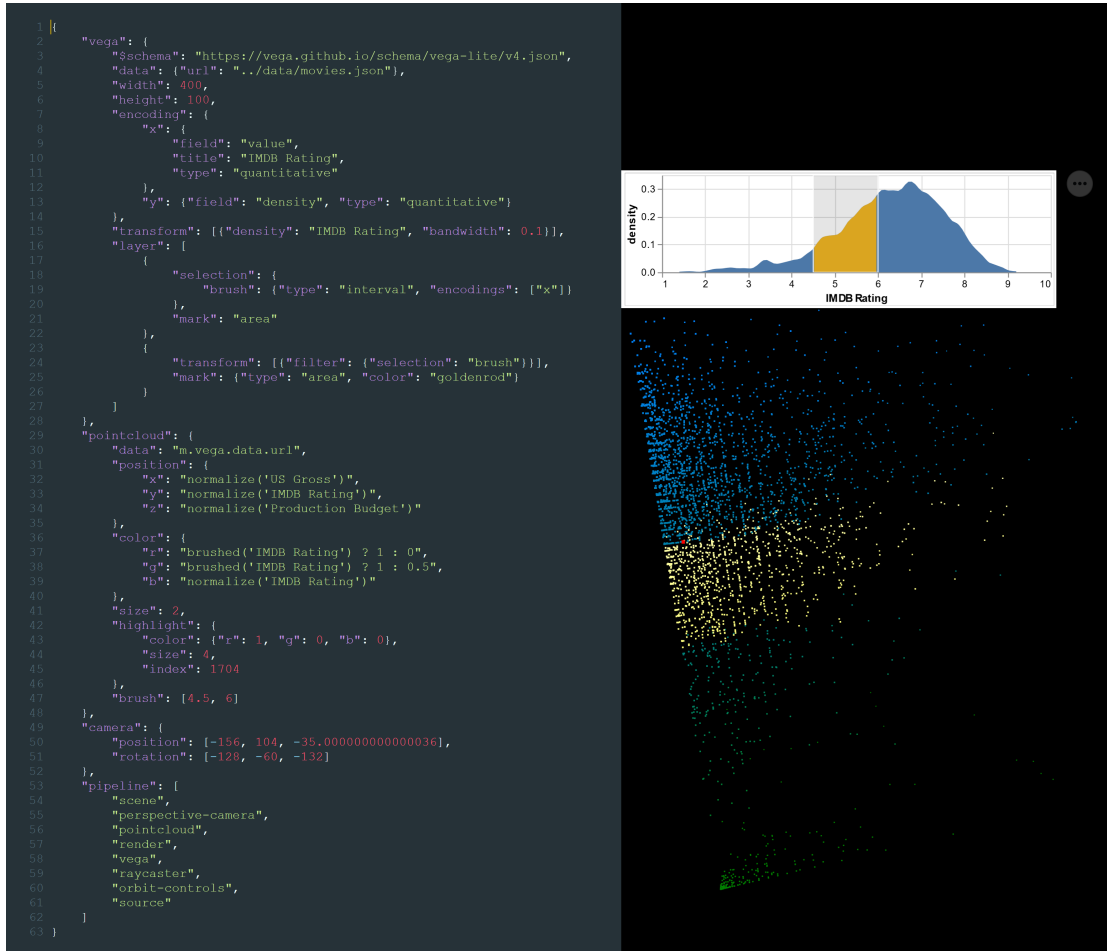 1 {
2 "vega": {
3 "$schema": "https://vega.github.io/schema/vega-lite/v4.json",
4 "data": {"url": "../data/movies.json"},
5 "width": 400,
6 "height": 100,
7 "encoding": {
8 "x": {
9 "field": "value",
10 "title": "IMDB Rating",
11 "type": "quantitative"
12 },
13 "y": {"field": "density", "type": "quantitative"}
14 },
15 "transform": [{"density": "IMDB Rating", "bandwidth": 0.1}],
16 "layer": [
17 {
18 "selection": {
19 "brush": {"type": "interval", "encodings": ["x"]}
20 },
21 "mark": "area"
22 },
23 {
24 "transform": [{"filter": {"selection": "brush"}}],
25 "mark": {"type": "area", "color": "goldenrod"}
26 }
27 ]
28 },
29 "pointcloud": {
30 "data": "m.vega.data.url",
31 "position": {
32 "x": "normalize('US Gross')",
33 "y": "normalize('IMDB Rating')",
34 "z": "normalize('Production Budget')"
35 },
36 "color": {
37 "r": "brushed('IMDB Rating') ? 1 : 0",
38 "g": "brushed('IMDB Rating') ? 1 : 0.5",
39 "b": "normalize('IMDB Rating')"
40 },
41 "size": 2,
42 "highlight": {
43 "color": {"r": 1, "g": 0, "b": 0},
44 "size": 4,
45 "index": 1704
46 },
47 "brush": [4.5, 6]
48 },
49 "camera": {
50 "position": [-156, 104, -35.000000000000036],
51 "rotation": [-128, -60, -132]
52 },
53 "pipeline": [
54 "scene",
55 "perspective-camera",
56 "pointcloud",
57 "render",
58 "vega",
59 "raycaster",
60 "orbit-controls",
61 "source"
62 ]
63 }
density
0.3
0.2
0.1
0.0
1 2 3 4 5 6 7 8 9 10
IMDB Rating